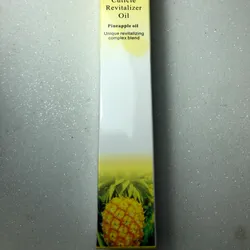 Cuticle
Revitalizer
Oil
Pineapple oil
Unique revitalizing
complex blend